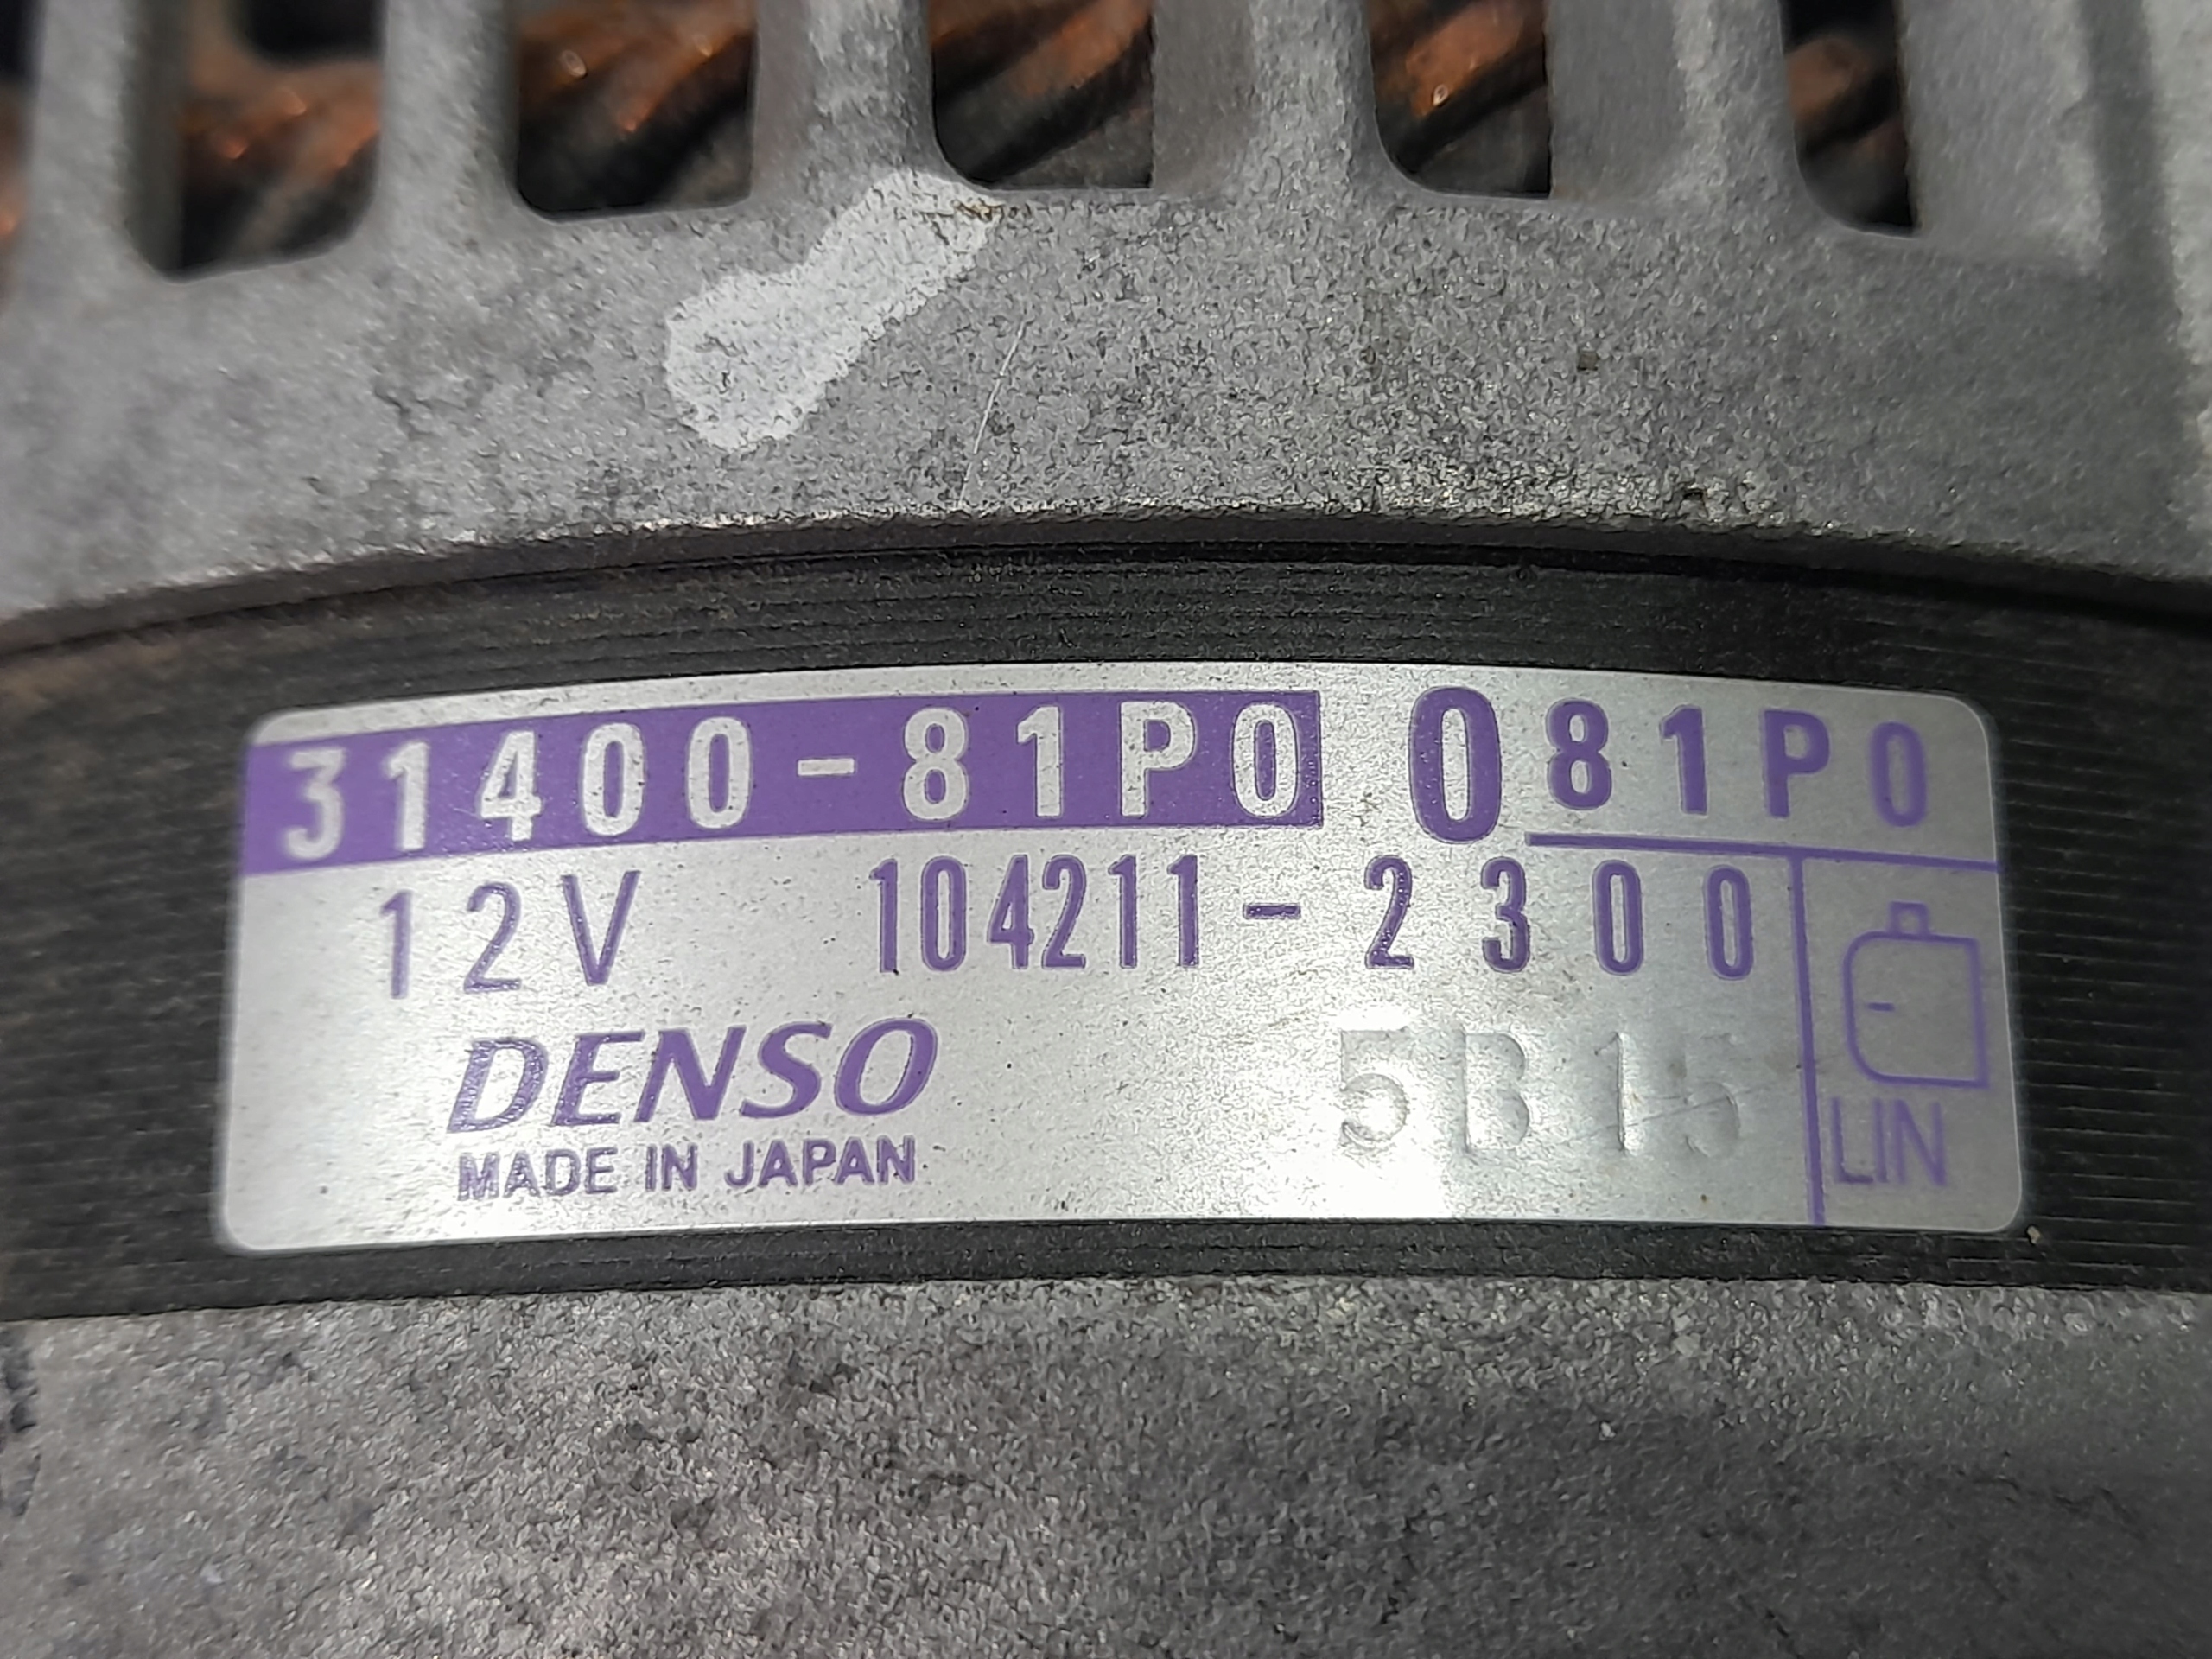 31400-81P0 0 81P0
12V 104211-2300
DENSO 5B15
MADE IN JAPAN LIN